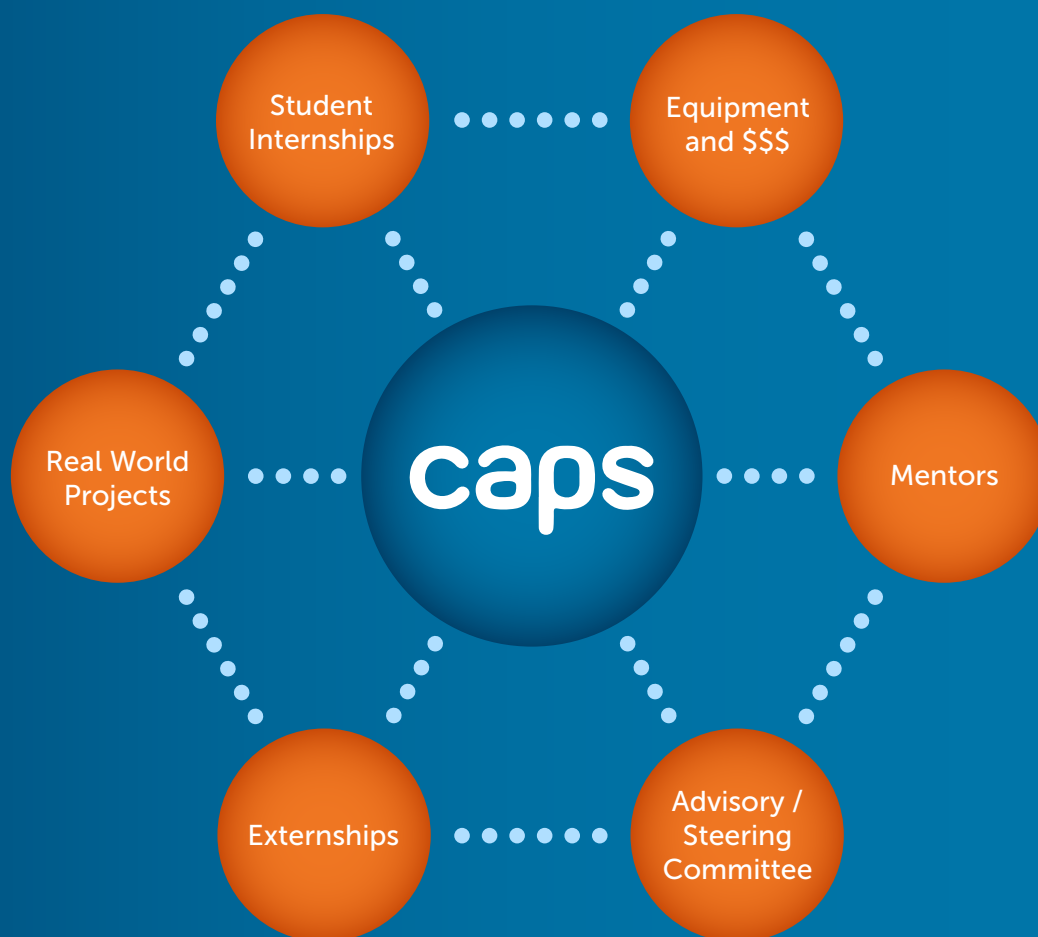 Student
Internships
Equipment
and $$$
Real World
Projects
caps
Mentors
Externships
Advisory /
Steering
Committee